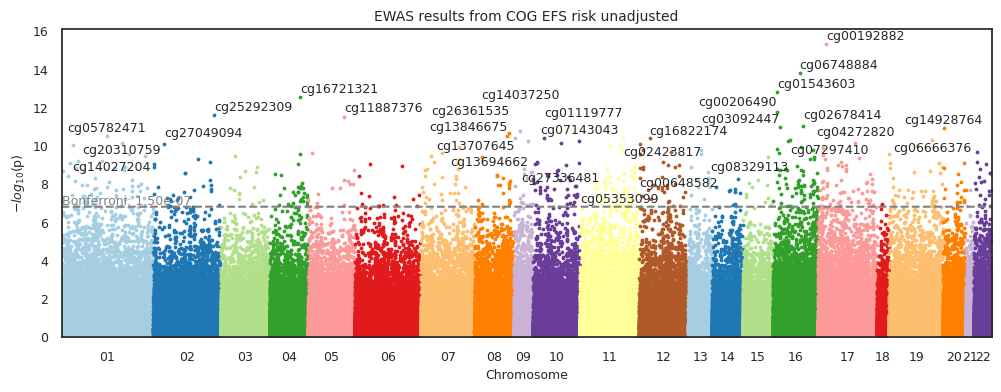 EWAS results from COG EFS risk unadjusted
16
cg00192882
14
cg06748884
cg01543603
cg16721321
cg14037250
12
cg25292309
cg00206490
cg11887376
cg26361535
cg01119777
cg02678414
cg03092447
cg14928764
cg05782471
cg13846675
cg07143043
cg16822174
cg04272820
10
cg27049094
cg20310759
cg13707645
cg02423817
cg07297410
cg06666376
cg14027204
cg13694662
cg08329113
8
cg27336481
cg00648582
Bonferroni: 1.50e-07
cg05353099
6
4
2
0
−log10(p)
01 02 03 04 05 06 07 08 09 10 11 12 13 14 15 16 17 18 19 20 21 22
Chromosome